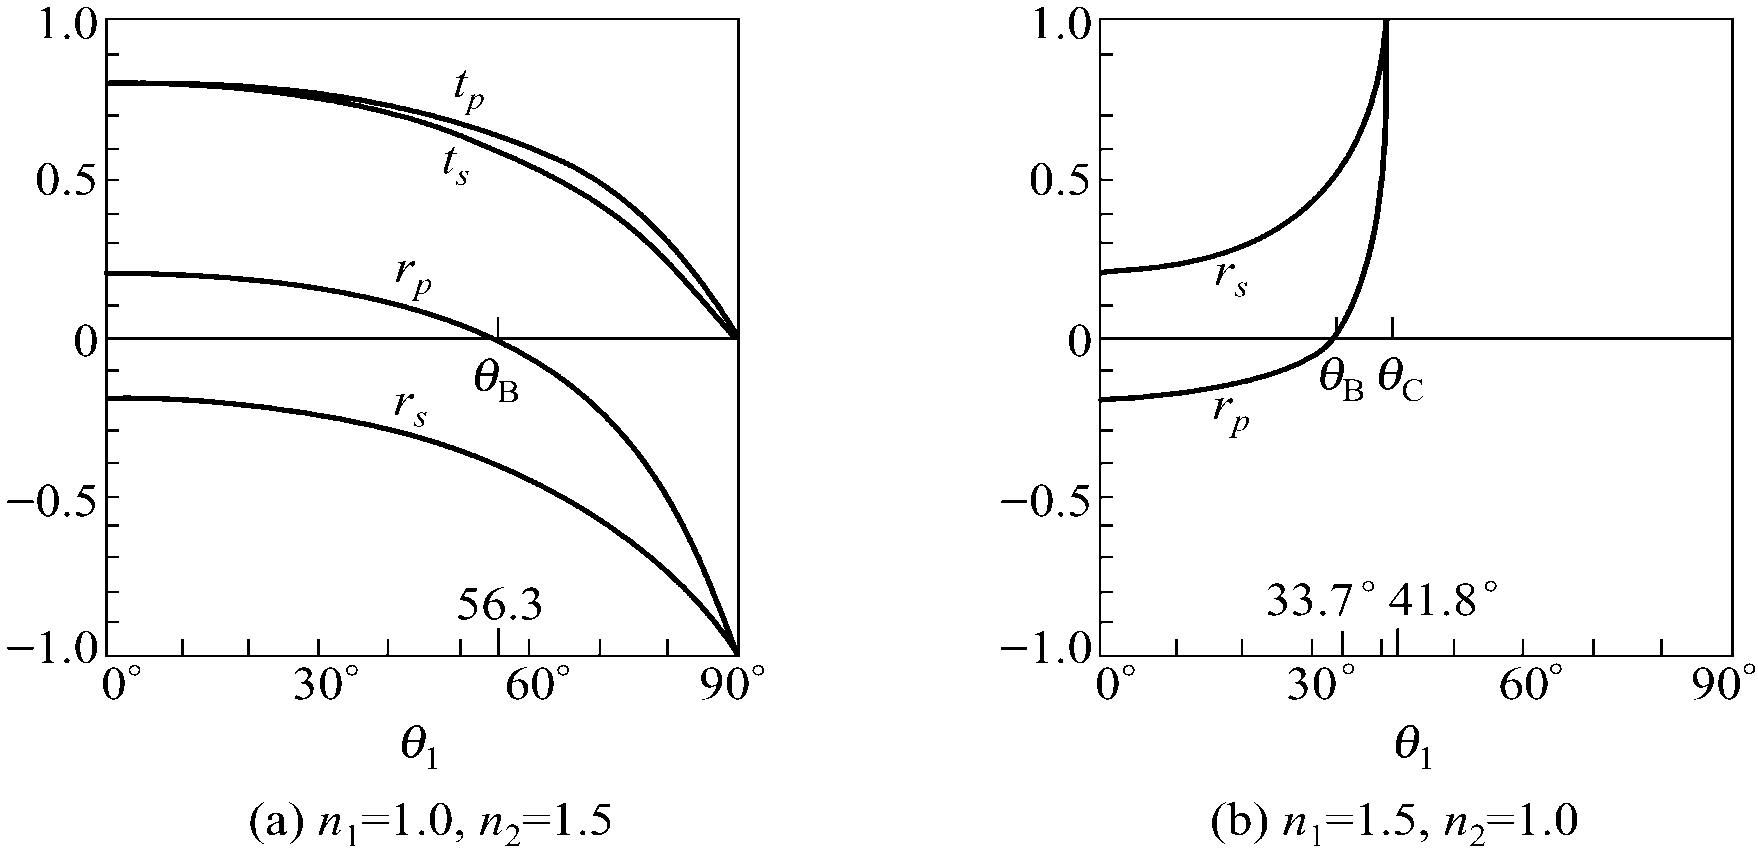 1.0
0.5
0
−0.5
−1.0
t_p
t_s
r_p
θ_B
r_s
56.3
0° 30° 60° 90°
θ_1
(a) n_1=1.0, n_2=1.5
1.0
0.5
0
−0.5
−1.0
r_s
θ_B θ_C
r_p
33.7° 41.8°
0° 30° 60° 90°
θ_1
(b) n_1=1.5, n_2=1.0